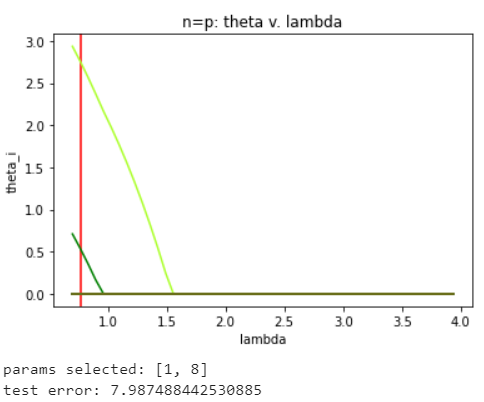 n=p: theta v. lambda
3.0
2.5
2.0
1.5
1.0
0.5
0.0
theta_i
1.0 1.5 2.0 2.5 3.0 3.5 4.0
lambda
params selected: [1, 8]
test error: 7.987488442530885